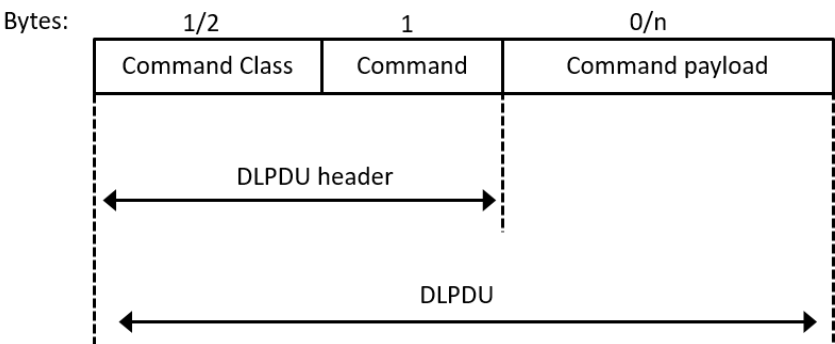 Bytes: 1/2 1 0/n
Command Class Command Command payload
DLPDU header
DLPDU